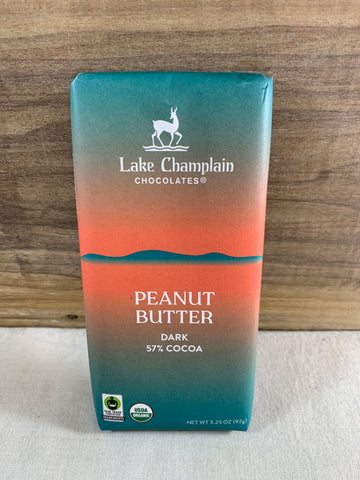 Lake Champlain
CHOCOLATES®
PEANUT
BUTTER
DARK
57% COCOA
USDA
ORGANIC
NET WT 3.25 OZ (92g)